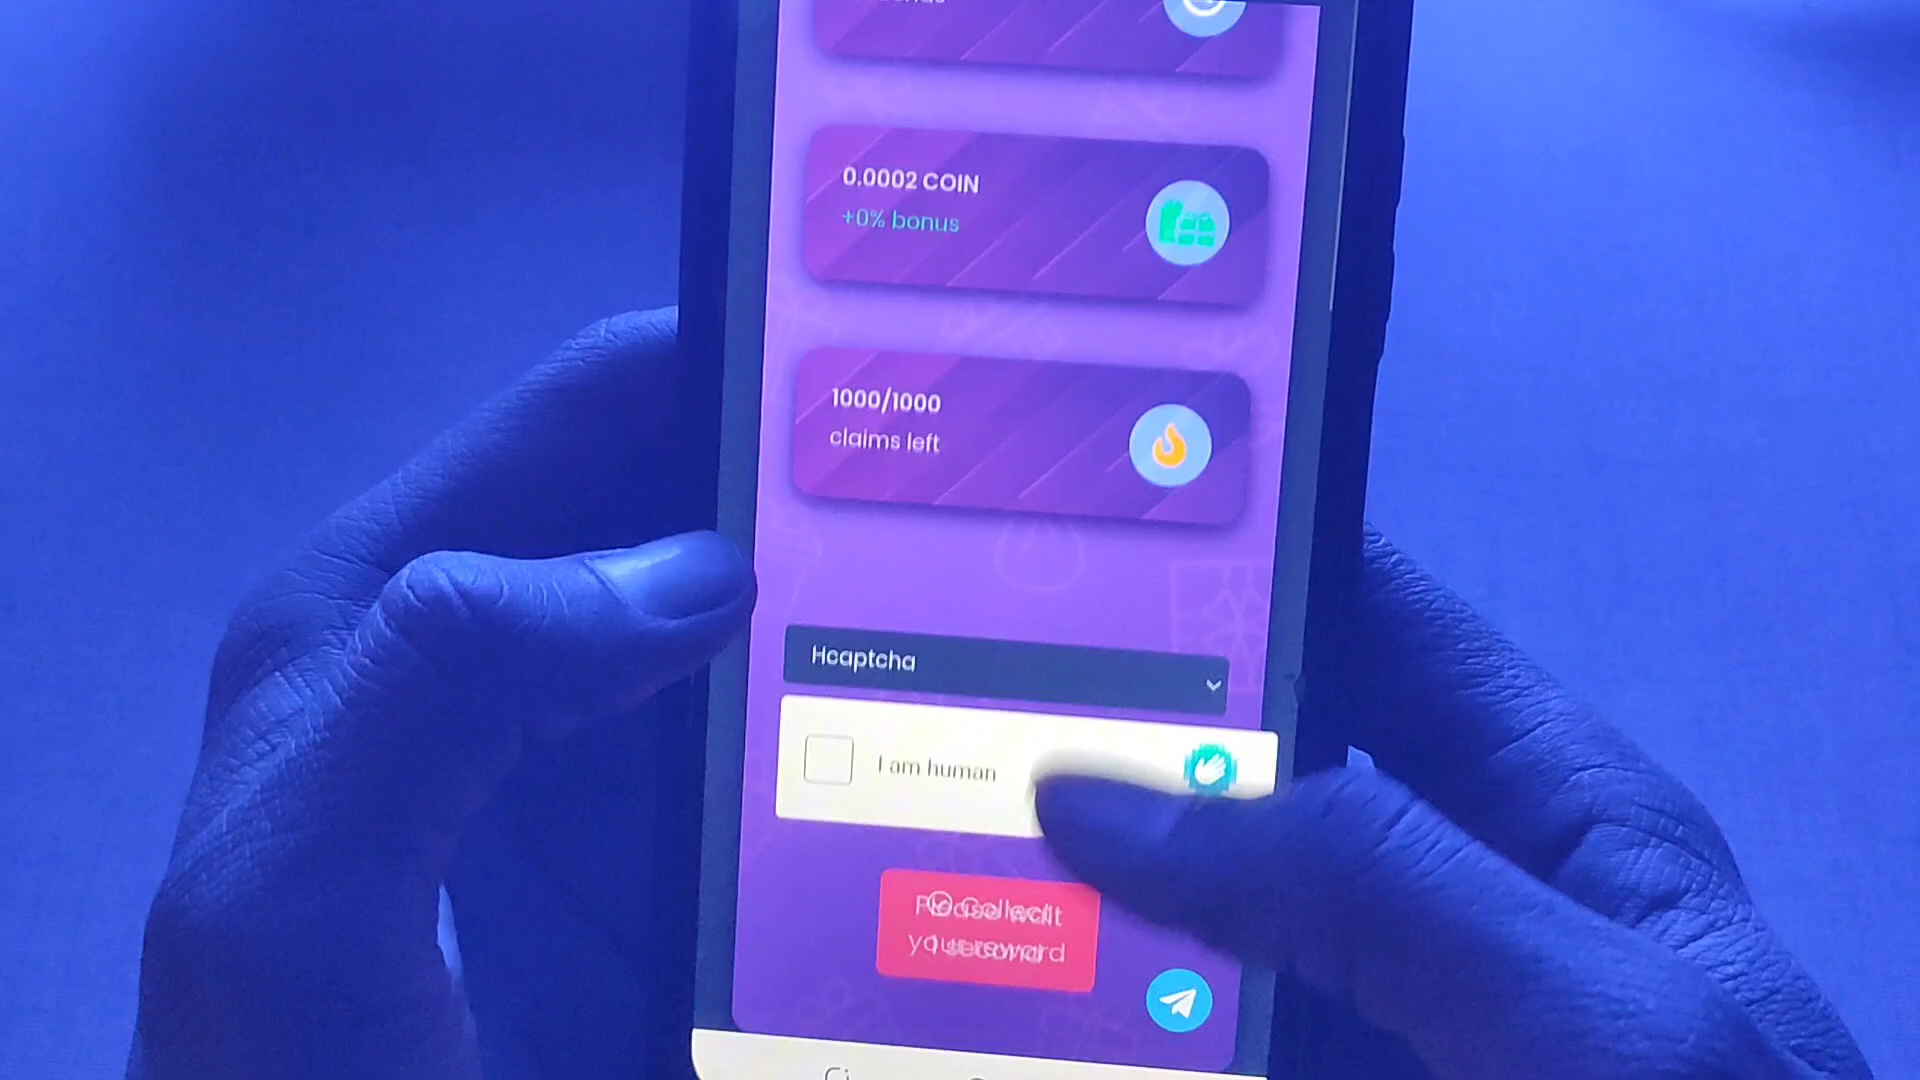 0.0002 COIN
+0% bonus
1000/1000
claims left
Hcaptcha
I am human